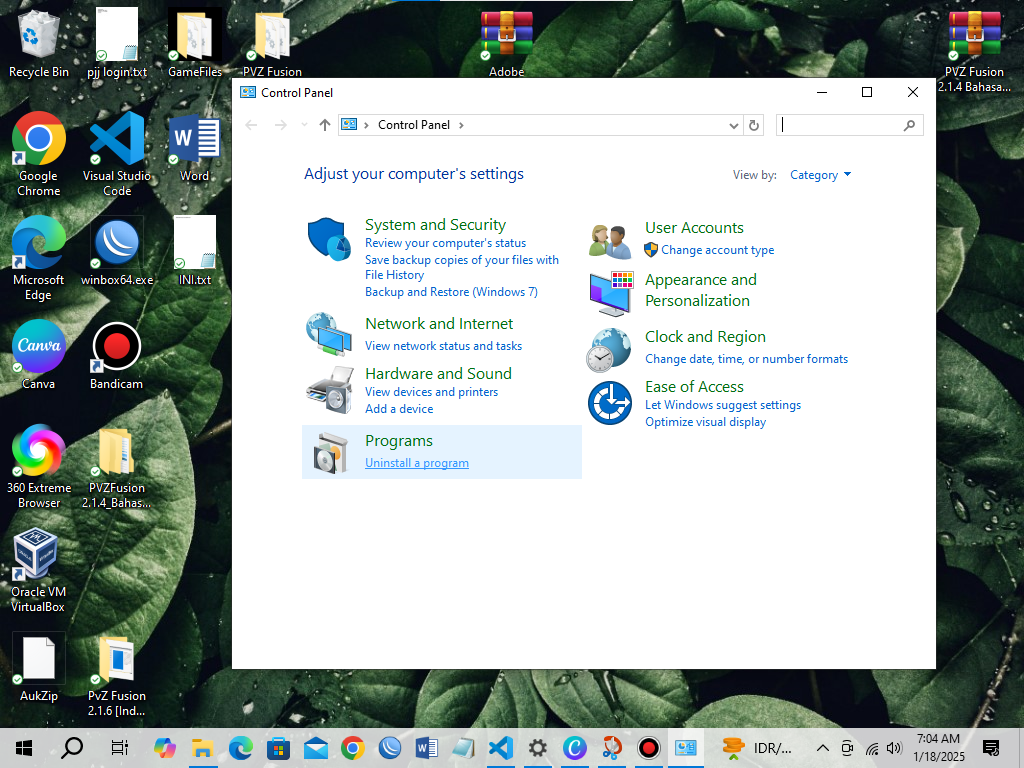 Recycle Bin
pjj login.txt
GameFiles
PVZ Fusion
Adobe
PVZ Fusion
2.1.4 Bahasa...
Google
Chrome
Visual Studio
Code
Word
Microsoft
Edge
winbox64.exe
INI.txt
Canva
Canva
Bandicam
360 Extreme
Browser
PVZFusion
2.1.4_Bahas...
Oracle VM
VirtualBox
AukZip
PvZ Fusion
2.1.6 [Ind...
Control Panel
Control Panel
Adjust your computer's settings
View by:
Category
System and Security
Review your computer's status
Save backup copies of your files with
File History
Backup and Restore (Windows 7)
Network and Internet
View network status and tasks
Hardware and Sound
View devices and printers
Add a device
Programs
Uninstall a program
User Accounts
Change account type
Appearance and
Personalization
Clock and Region
Change date, time, or number formats
Ease of Access
Let Windows suggest settings
Optimize visual display
IDR/...
7:04 AM
1/18/2025